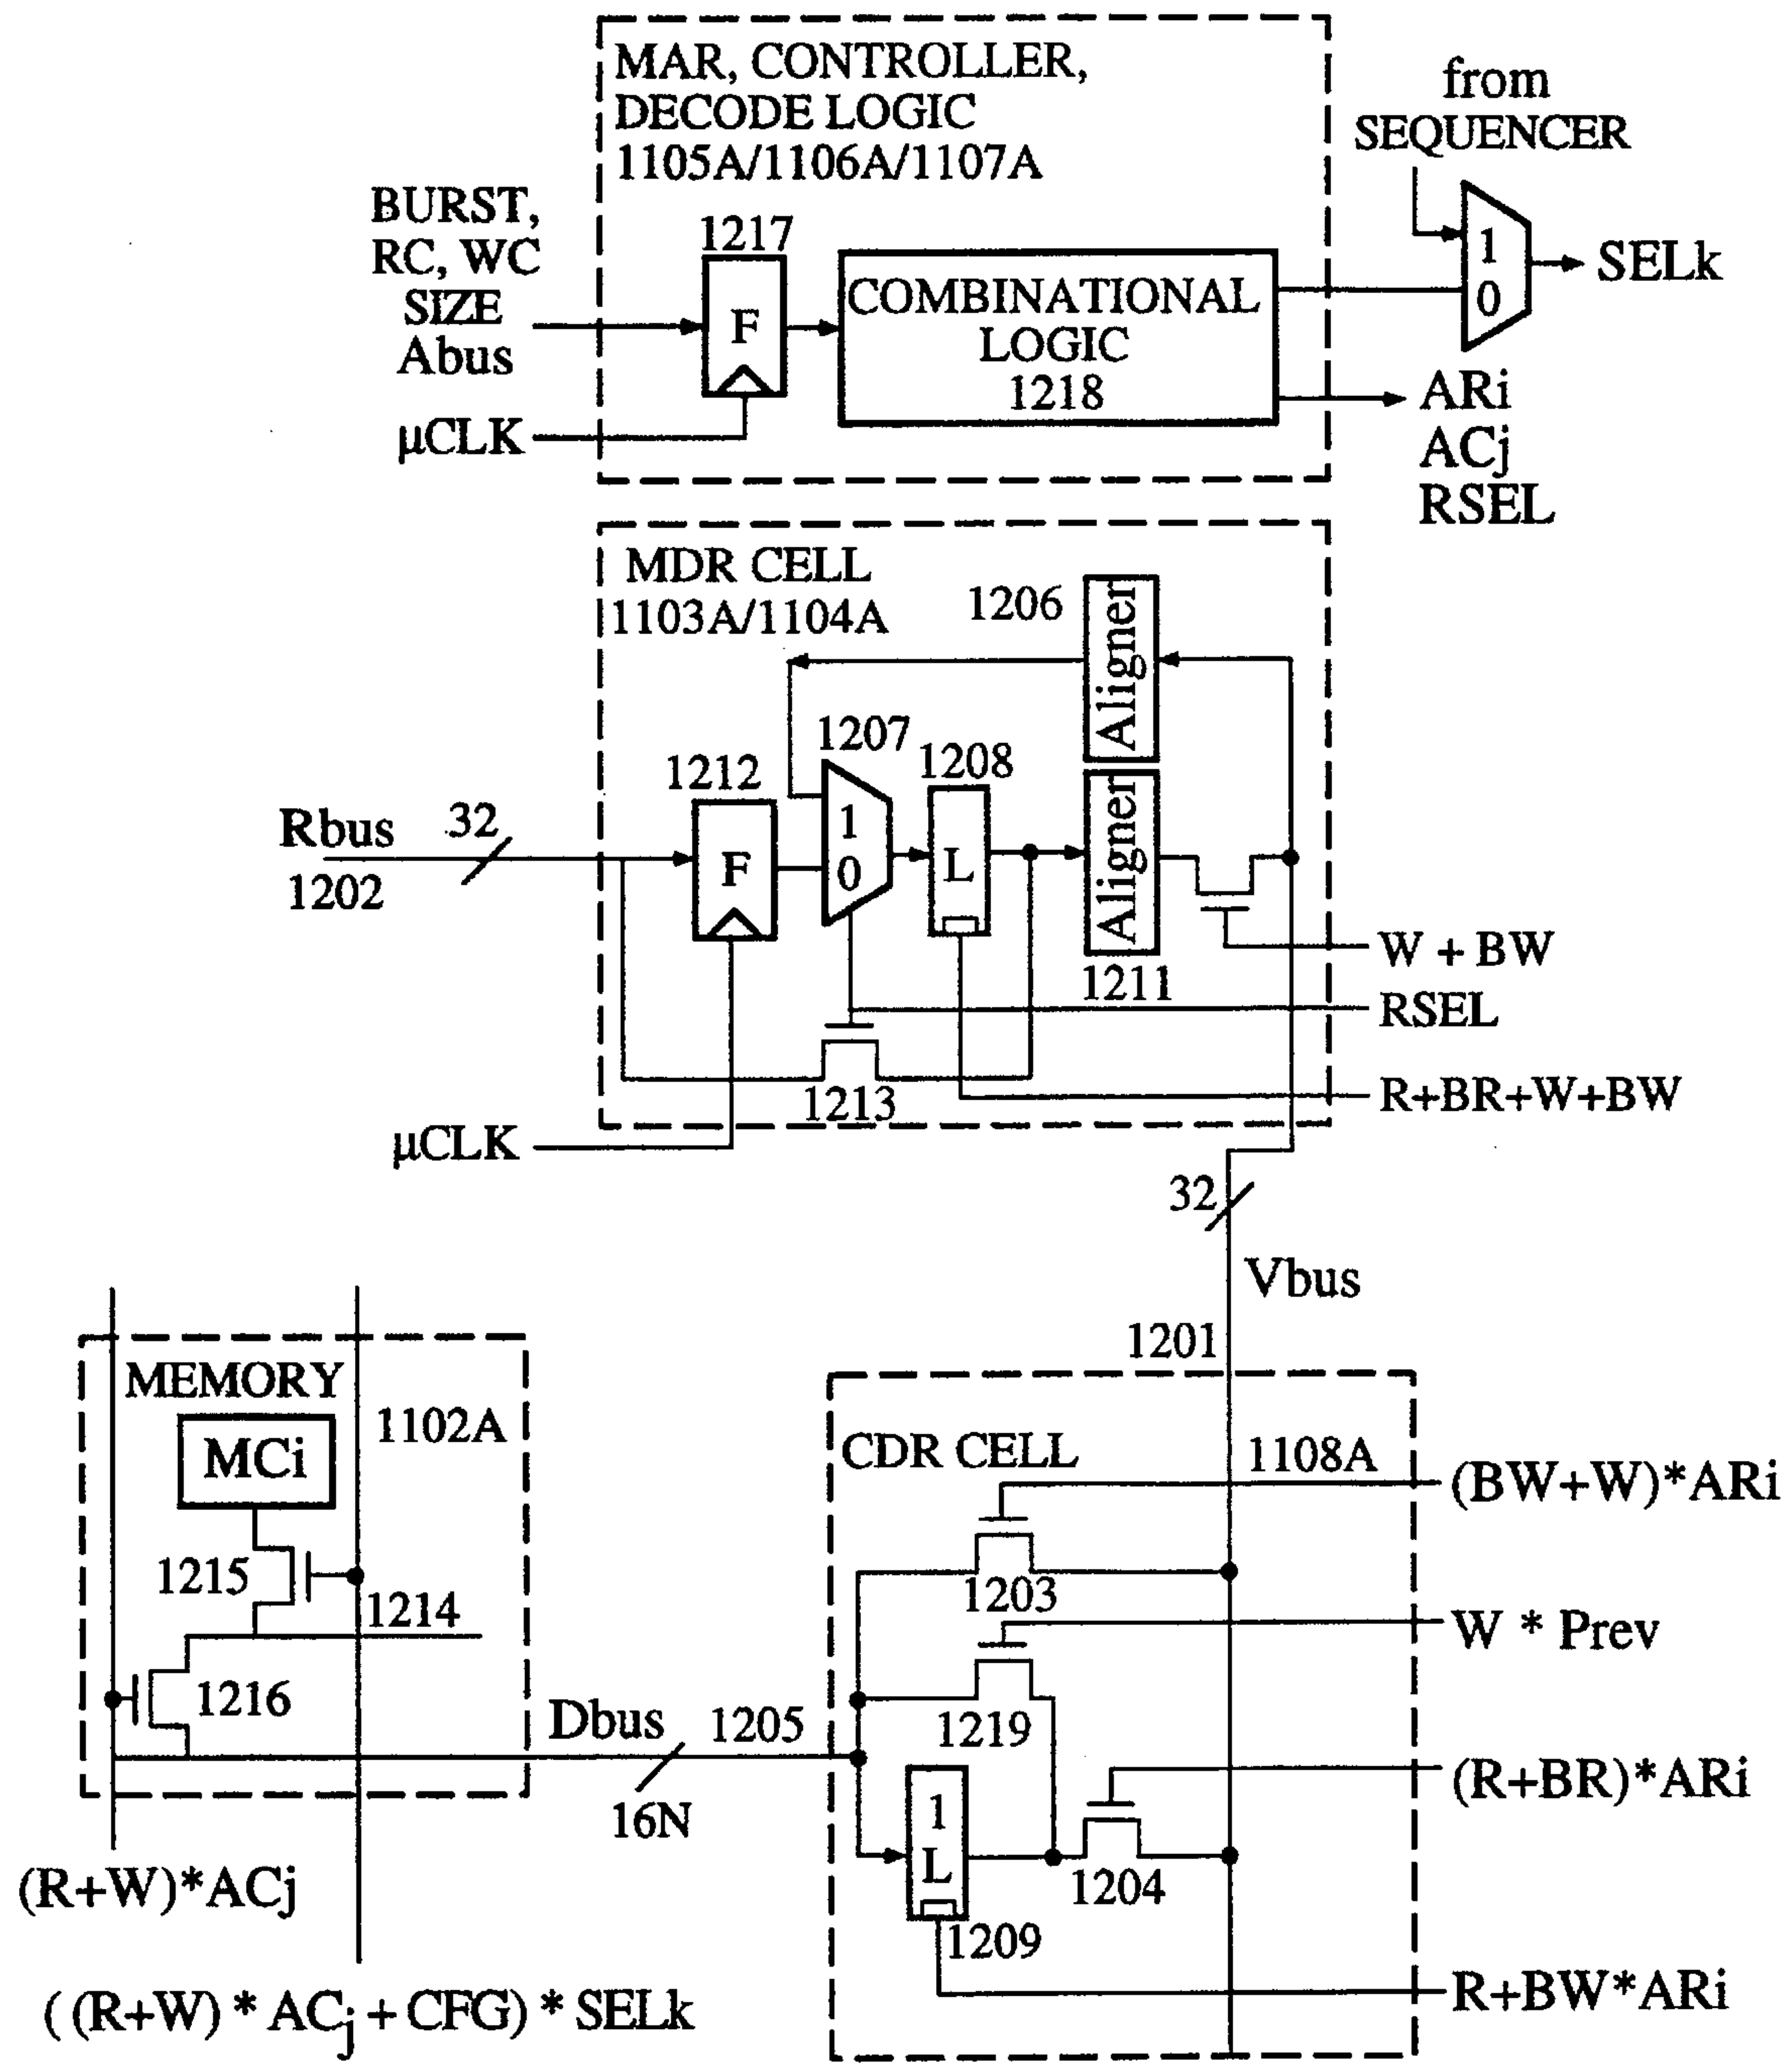 MAR, CONTROLLER,
DECODE LOGIC
1105A/1106A/1107A
from
SEQUENCER
BURST,
RC, WC
SIZE
Abus
μCLK
1217
F
COMBINATIONAL
LOGIC
1218
1
0
SELk
ARi
ACj
RSEL
MDR CELL
1103A/1104A
1206
Aligner
1207
1208
1212
Rbus
32
1202
F
1
0
L
Aligner
1211
W + BW
RSEL
1213
R+BR+W+BW
μCLK
32
Vbus
1201
MEMORY
1102A
MCi
1215
1214
1216
Dbus
1205
16N
(R+W)*ACj
((R+W) * ACj + CFG) * SELk
CDR CELL
1108A
(BW+W)*ARi
1203
W * Prev
1219
(R+BR)*ARi
1
L
1204
1209
R+BW*ARi